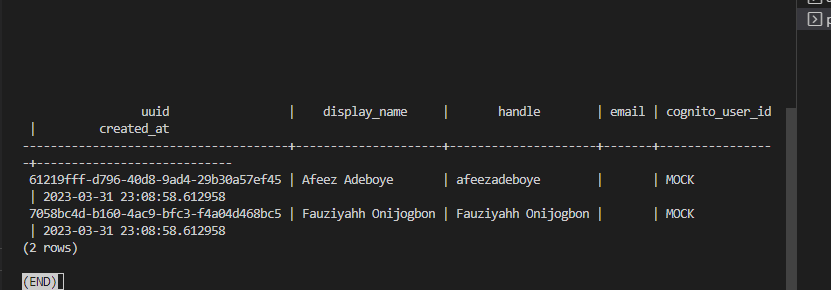 uuid | display_name | handle | email | cognito_user_id
| created_at
--------------------------------------+---------------------+---------------------+-------+----------------
-+----------------------------
61219fff-d796-40d8-9ad4-29b30a57ef45 | Afeez Adeboye | afeezadeboye | | MOCK
| 2023-03-31 23:08:58.612958
7058bc4d-b160-4ac9-bfc3-f4a04d468bc5 | Fauziyahh Onijogbon | Fauziyahh Onijogbon | | MOCK
| 2023-03-31 23:08:58.612958
(2 rows)
(END)